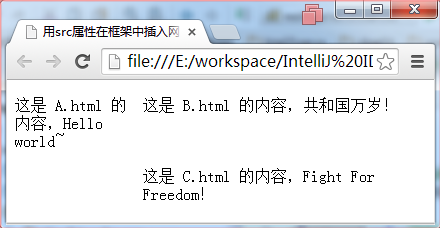 用src属性在框架中插入网
file:///E:/workspace/IntelliJ%20II
这是 A.html 的
内容，Hello
world~
这是 B.html 的内容，共和国万岁！
这是 C.html 的内容，Fight For
Freedom！